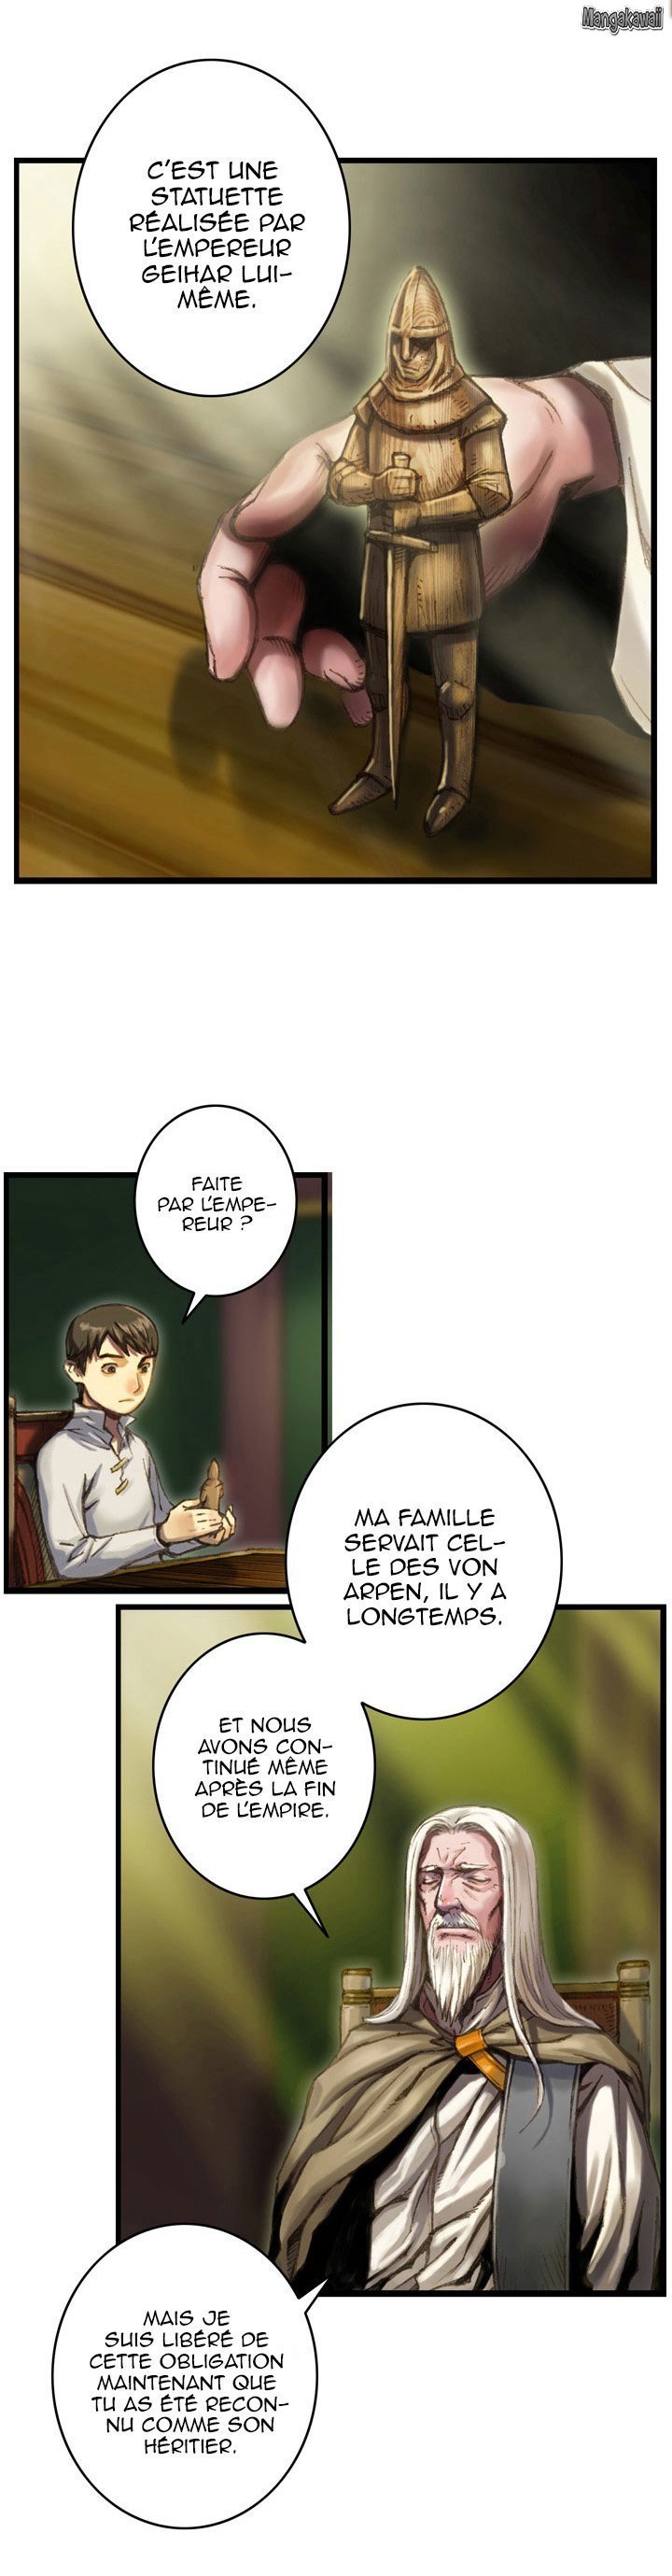 Mangakawaii
C'EST UNE
STATUETTE
RÉALISÉE PAR
L'EMPEREUR
GEIHAR LUI-
MÊME.
FAITE
PAR L'EMPE-
REUR ?
MA FAMILLE
SERVAIT CEL-
LE DES VON
ARPEN, IL Y A
LONGTEMPS.
ET NOUS
AVONS CON-
TINUÉ MÊME
APRÈS LA FIN
DE L'EMPIRE.
MAIS JE
SUIS LIBÉRÉ DE
CETTE OBLIGATION
MAINTENANT QUE
TU AS ÉTÉ RECON-
NU COMME SON
HÉRITIER.